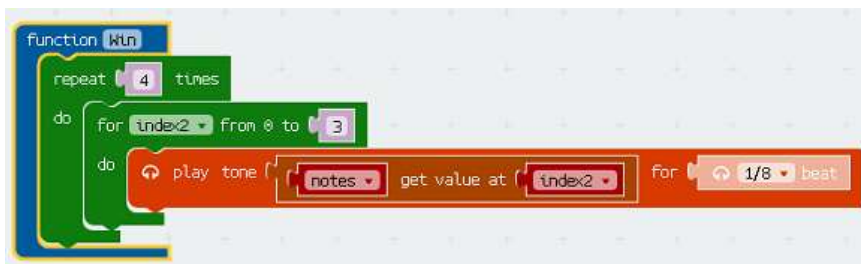 function Win
repeat 4 times
do for index2 from 0 to 3
do play tone notes get value at index2 for 1/8 beat